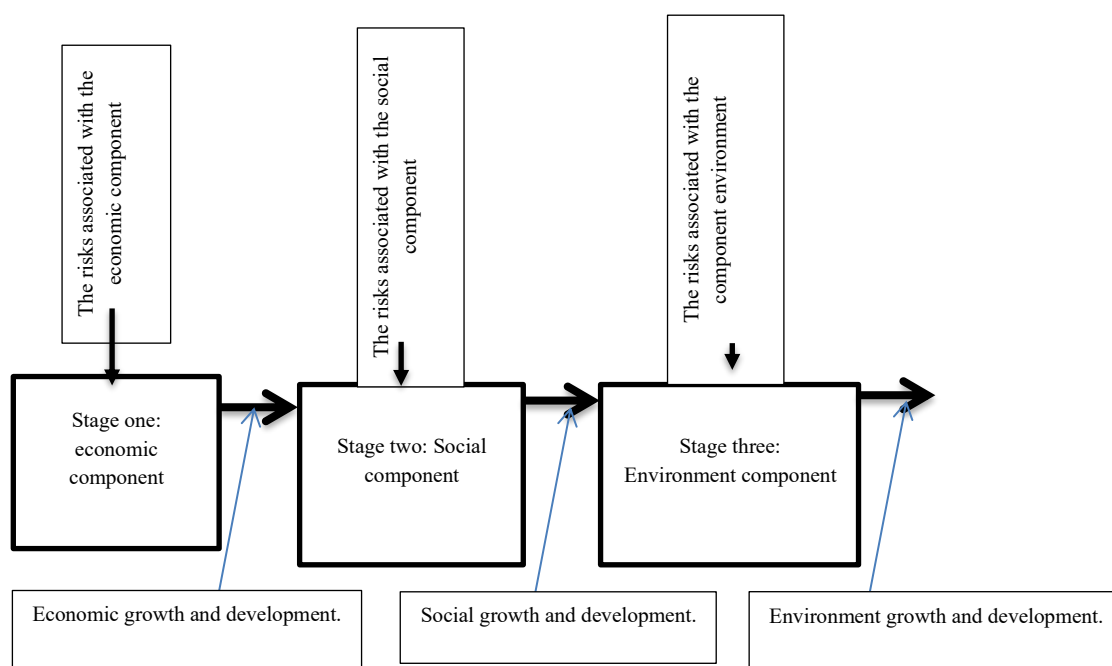 The risks associated with the
economic component
The risks associated with the social
component
The risks associated with the
component environment
Stage one:
economic
component
Stage two: Social
component
Stage three:
Environment component
Economic growth and development.
Social growth and development.
Environment growth and development.